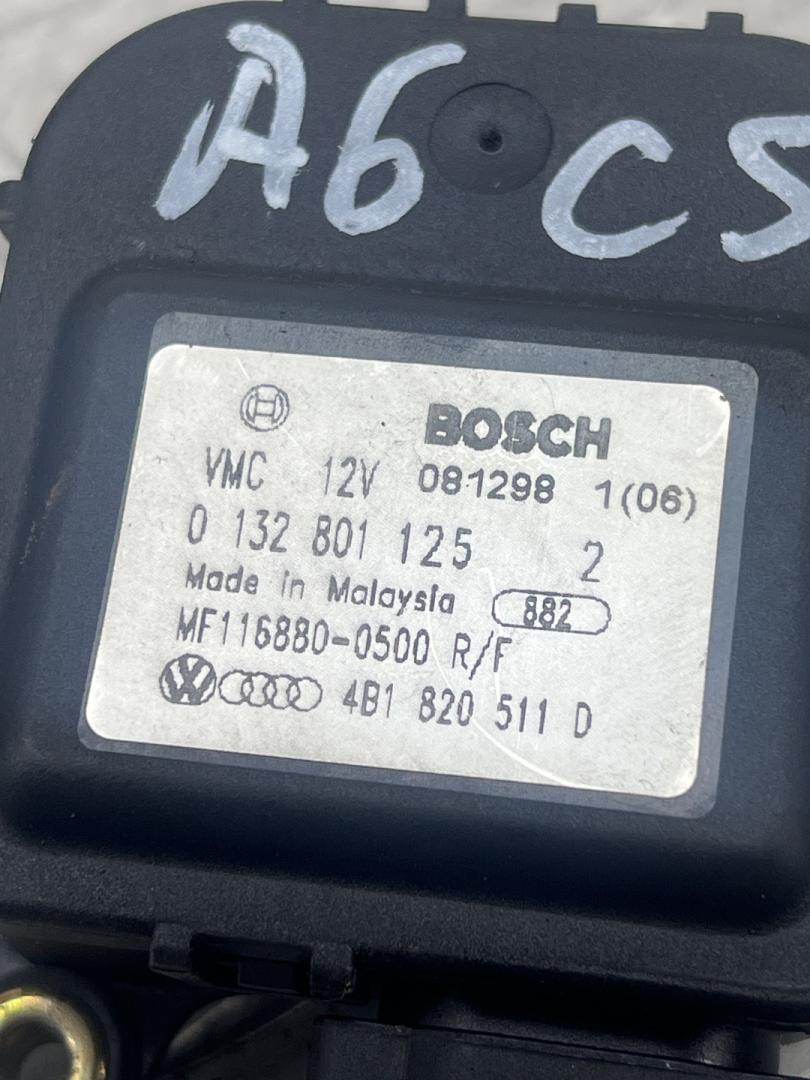 A6 C5
BOSCH
VMC 12V 081298 1(06)
0 132 801 125 2
Made in Malaysia 882
MF116880-0500 R/F
VW 4B1 820 511 D